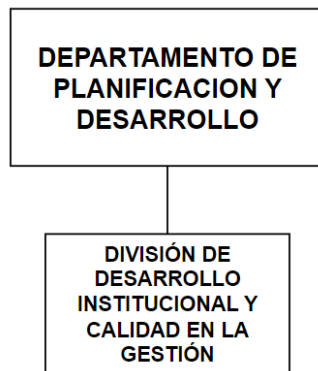 DEPARTAMENTO DE
PLANIFICACION Y
DESARROLLO
DIVISIÓN DE
DESARROLLO
INSTITUCIONAL Y
CALIDAD EN LA
GESTIÓN